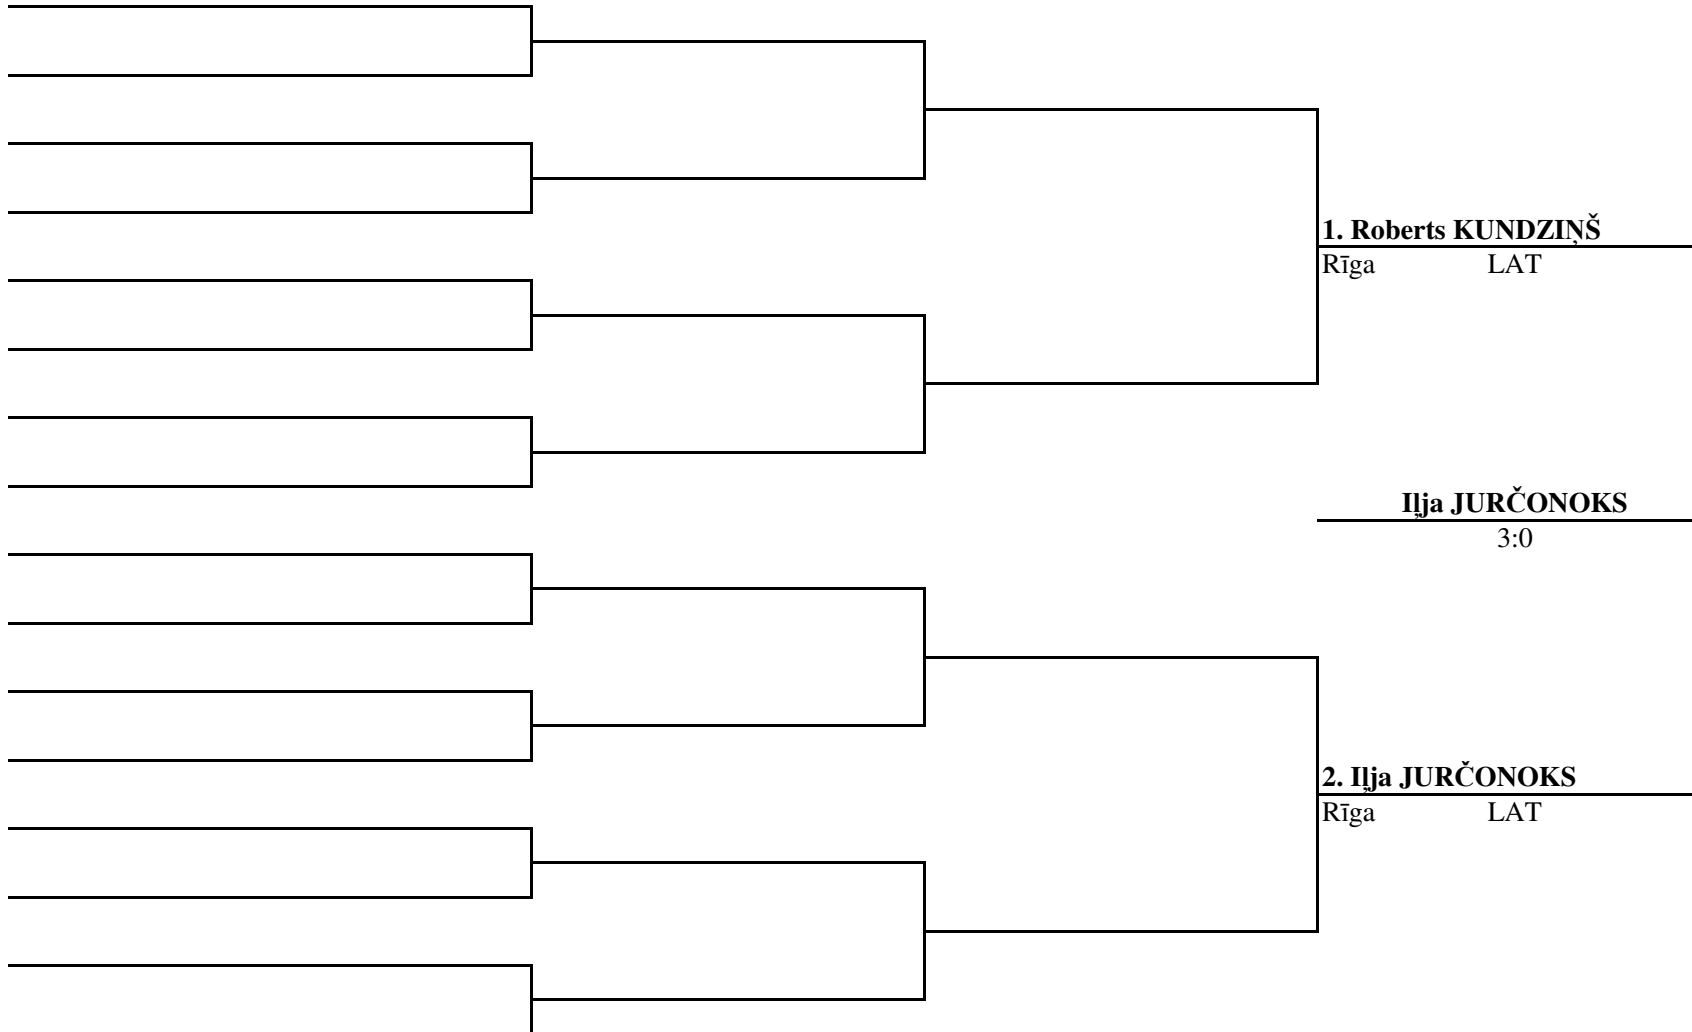 1. Roberts KUNDZIŅŠ
Rīga LAT
Iļja JURČONOKS
3:0
2. Iļja JURČONOKS
Rīga LAT